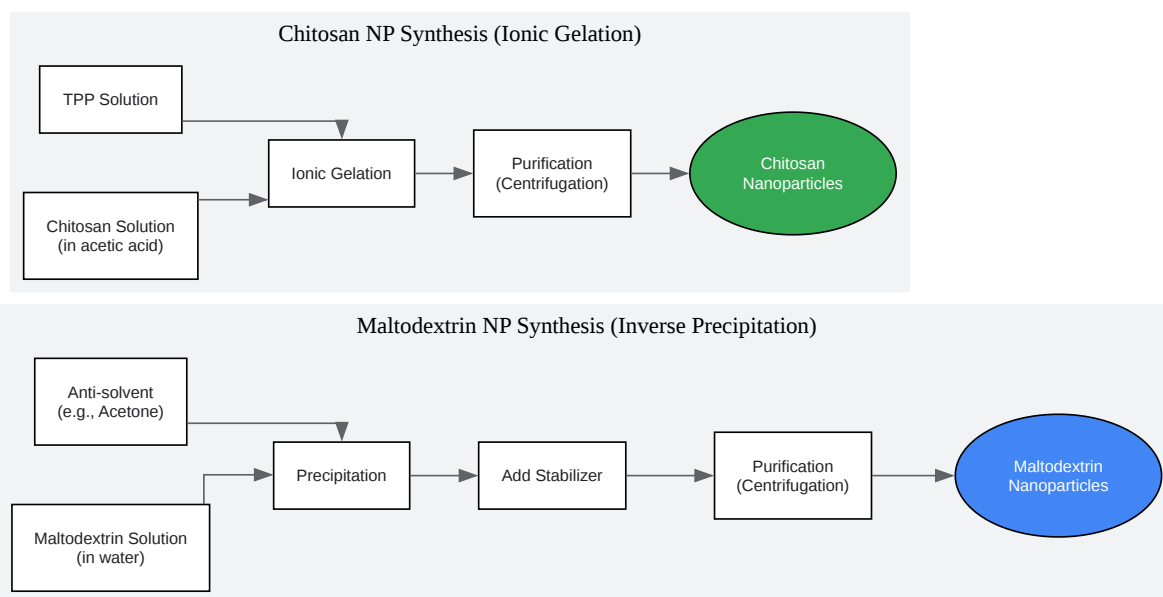 Chitosan NP Synthesis (Ionic Gelation)
TPP Solution
Ionic Gelation
Purification
(Centrifugation)
Chitosan
Nanoparticles
Chitosan Solution
(in acetic acid)
Maltodextrin NP Synthesis (Inverse Precipitation)
Anti-solvent
(e.g., Acetone)
Precipitation
Add Stabilizer
Purification
(Centrifugation)
Maltodextrin
Nanoparticles
Maltodextrin Solution
(in water)